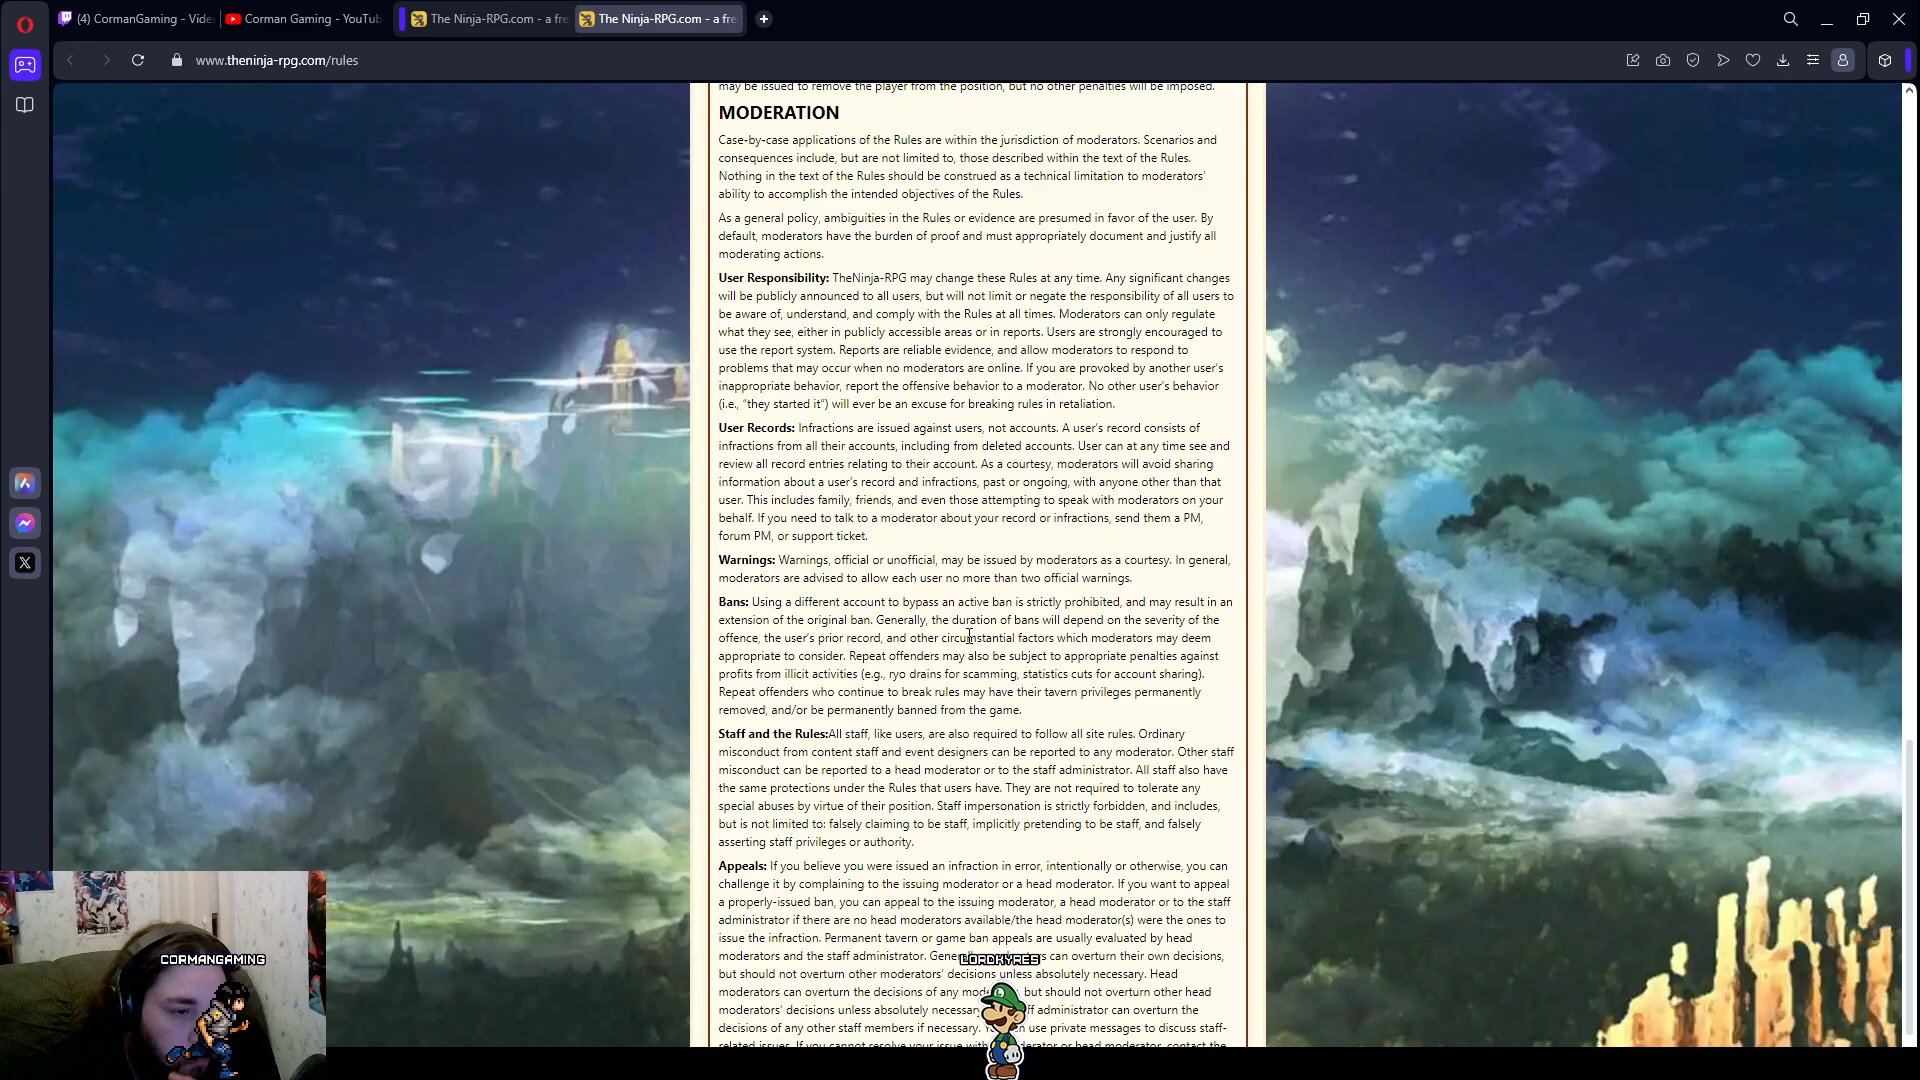 (4) CormanGaming - Vide
Corman Gaming - YouTub
The Ninja-RPG.com - a fre
The Ninja-RPG.com - a fre
www.theninja-rpg.com/rules
may be issued to remove the player from the position, but no other penalties will be imposed.
MODERATION
Case-by-case applications of the Rules are within the jurisdiction of moderators. Scenarios and
consequences include, but are not limited to, those described within the text of the Rules.
Nothing in the text of the Rules should be construed as a technical limitation to moderators'
ability to accomplish the intended objectives of the Rules.
As a general policy, ambiguities in the Rules or evidence are presumed in favor of the user. By
default, moderators have the burden of proof and must appropriately document and justify all
moderating actions.
User Responsibility: TheNinja-RPG may change these Rules at any time. Any significant changes
will be publicly announced to all users, but will not limit or negate the responsibility of all users to
be aware of, understand, and comply with the Rules at all times. Moderators can only regulate
what they see, either in publicly accessible areas or in reports. Users are strongly encouraged to
use the report system. Reports are reliable evidence, and allow moderators to respond to
problems that may occur when no moderators are online. If you are provoked by another user's
inappropriate behavior, report the offensive behavior to a moderator. No other user's behavior
(i.e., “they started it”) will ever be an excuse for breaking rules in retaliation.
User Records: Infractions are issued against users, not accounts. A user's record consists of
infractions from all their accounts, including from deleted accounts. User can at any time see and
review all record entries relating to their account. As a courtesy, moderators will avoid sharing
information about a user's record and infractions, past or ongoing, with anyone other than that
user. This includes family, friends, and even those attempting to speak with moderators on your
behalf. If you need to talk to a moderator about your record or infractions, send them a PM,
forum PM, or support ticket.
Warnings: Warnings, official or unofficial, may be issued by moderators as a courtesy. In general,
moderators are advised to allow each user no more than two official warnings.
Bans: Using a different account to bypass an active ban is strictly prohibited, and may result in an
extension of the original ban. Generally, the duration of bans will depend on the severity of the
offence, the user's prior record, and other circumstantial factors which moderators may deem
appropriate to consider. Repeat offenders may also be subject to appropriate penalties against
profits from illicit activities (e.g., ryo drains for scamming, statistics cuts for account sharing).
Repeat offenders who continue to break rules may have their tavern privileges permanently
removed, and/or be permanently banned from the game.
Staff and the Rules:All staff, like users, are also required to follow all site rules. Ordinary
misconduct from content staff and event designers can be reported to any moderator. Other staff
misconduct can be reported to a head moderator or to the staff administrator. All staff also have
the same protections under the Rules that users have. They are not required to tolerate any
special abuses by virtue of their position. Staff impersonation is strictly forbidden, and includes,
but is not limited to: falsely claiming to be staff, implicitly pretending to be staff, and falsely
asserting staff privileges or authority.
Appeals: If you believe you were issued an infraction in error, intentionally or otherwise, you can
challenge it by complaining to the issuing moderator or a head moderator. If you want to appeal
a properly-issued ban, you can appeal to the issuing moderator, a head moderator or to the staff
administrator if there are no head moderators available/the head moderator(s) were the ones to
issue the infraction. Permanent tavern or game ban appeals are usually evaluated by head
moderators and the staff administrator. can overturn their own decisions,
but should not overturn other moderators' decisions unless absolutely necessary. Head
moderators can overturn the decisions of any but should not overturn other head
moderators' decisions unless absolutely necessary administrator can overturn the
decisions of any other staff members if necessary. use private messages to discuss staff-
related issues. If you cannot resolve your issue with or head moderator, contact the
CORMANGAMING
LORDKYRES